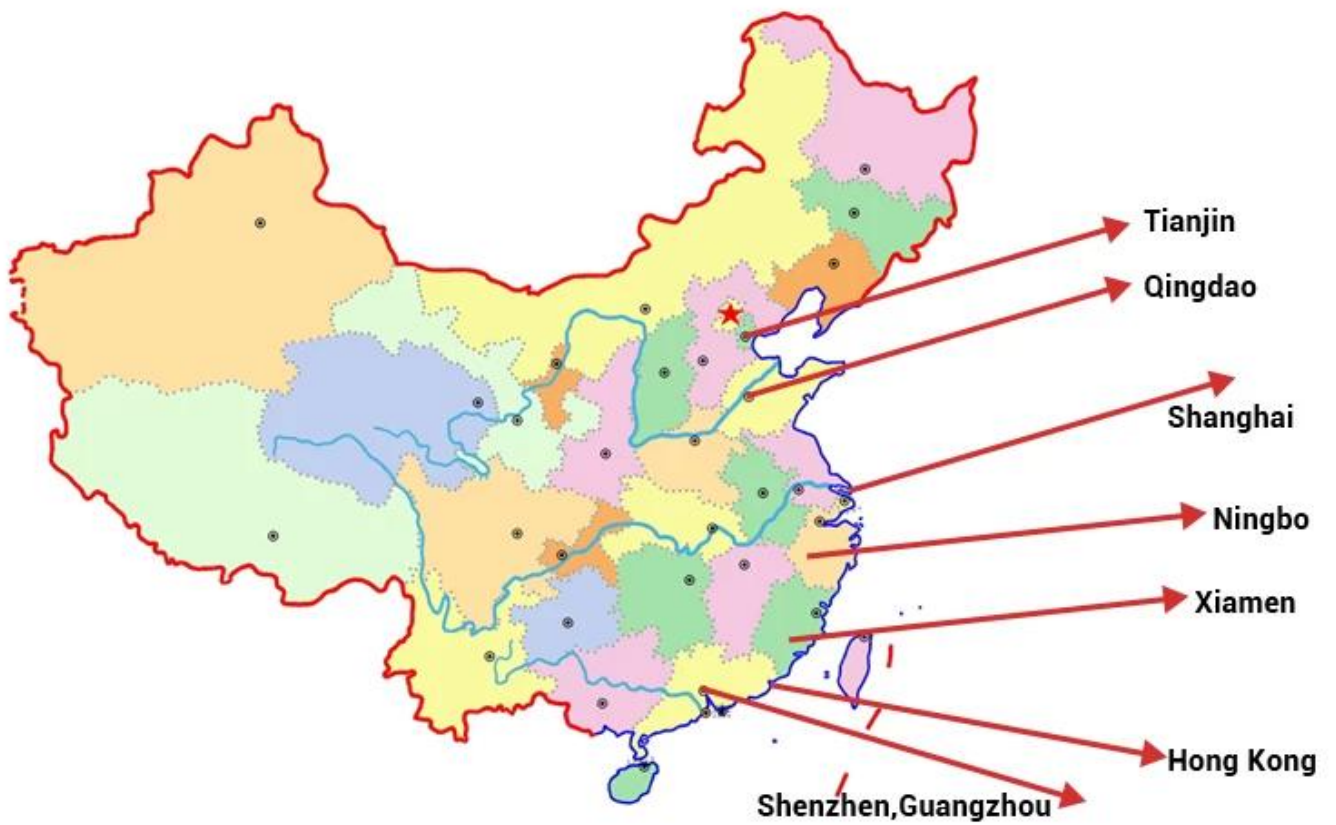 Tianjin
Qingdao
Shanghai
Ningbo
Xiamen
Hong Kong
Shenzhen,Guangzhou